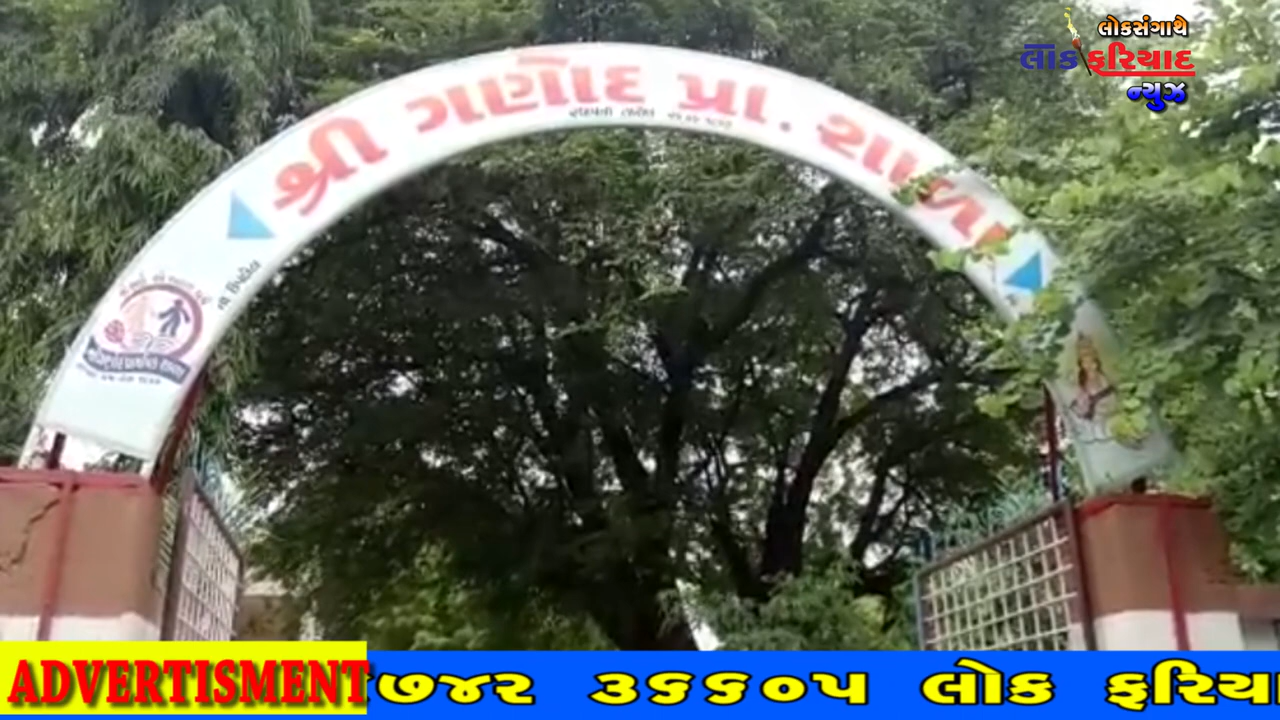 લોકસંગાથે
લોક ફરિયાદ
ન્યુઝ
શ્રી ગણોદ પ્રા. શાળા
ADVERTISMENT
૭૪૨ ૩૬૬૦૫ લોક ફરિયા